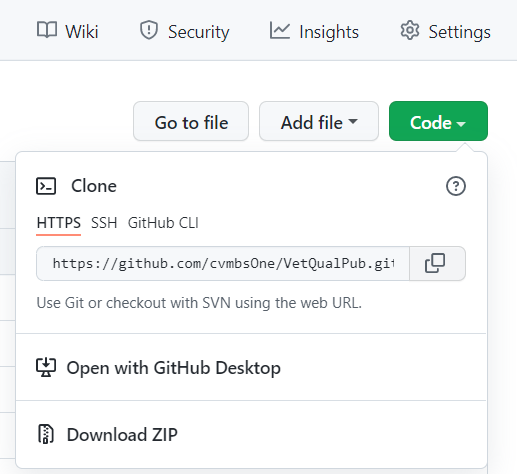 Wiki Security Insights Settings
Go to file Add file Code
Clone
HTTPS SSH GitHub CLI
https://github.com/cvmbsOne/VetQualPub.git
Use Git or checkout with SVN using the web URL.
Open with GitHub Desktop
Download ZIP